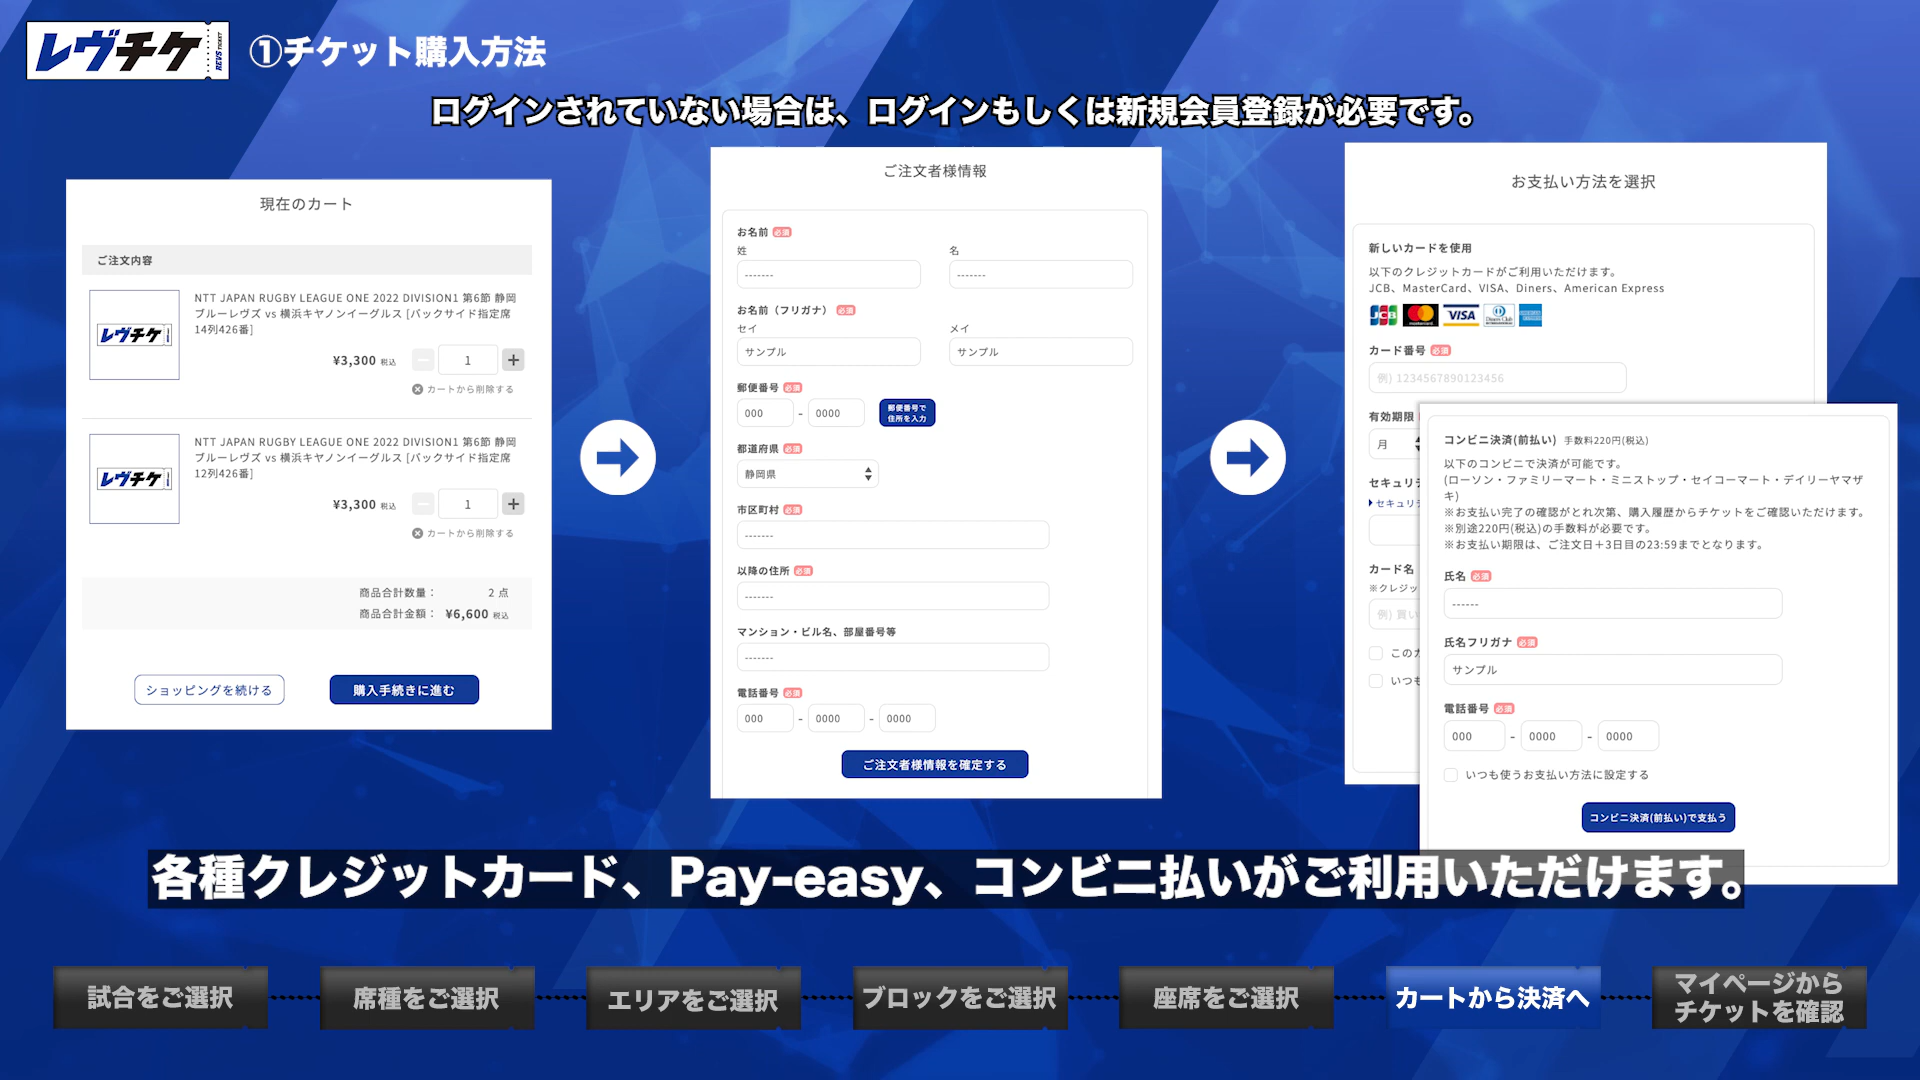 レヴチケ REVS TICKET
①チケット購入方法
ログインされていない場合は、ログインもしくは新規会員登録が必要です。
現在のカート
ご注文内容
レヴチケ
NTT JAPAN RUGBY LEAGUE ONE 2022 DIVISION1 第6節 静岡
ブルーレヴズ vs 横浜キヤノンイーグルス [バックサイド指定席
14列426番]
¥3,300 税込
1
カートから削除する
レヴチケ
NTT JAPAN RUGBY LEAGUE ONE 2022 DIVISION1 第6節 静岡
ブルーレヴズ vs 横浜キヤノンイーグルス [バックサイド指定席
12列426番]
¥3,300 税込
1
カートから削除する
商品合計数量： 2 点
商品合計金額： ¥6,600 税込
ショッピングを続ける
購入手続きに進む
ご注文者様情報
お名前 必須
姓 名
------- -------
お名前（フリガナ） 必須
セイ メイ
サンプル サンプル
郵便番号 必須
000 - 0000
郵便番号で
住所を入力
都道府県 必須
静岡県
市区町村 必須
-------
以降の住所 必須
-------
マンション・ビル名、部屋番号等
-------
電話番号 必須
000 - 0000 - 0000
ご注文者様情報を確定する
お支払い方法を選択
新しいカードを使用
以下のクレジットカードがご利用いただけます。
JCB、MasterCard、VISA、Diners、American Express
JCB mastercard VISA Diners Club
カード番号 必須
例) 1234567890123456
有効期限
月
セキュリテ
セキュリテ
カード名
※クレジッ
例) 買い
このカ
いつも
コンビニ決済(前払い) 手数料220円(税込)
以下のコンビニで決済が可能です。
(ローソン・ファミリーマート・ミニストップ・セイコーマート・デイリーヤマザ
キ)
※お支払い完了の確認がとれ次第、購入履歴からチケットをご確認いただけます。
※別途220円(税込)の手数料が必要です。
※お支払い期限は、ご注文日＋3日目の23:59までとなります。
氏名 必須
------
氏名フリガナ 必須
サンプル
電話番号 必須
000 - 0000 - 0000
いつも使うお支払い方法に設定する
コンビニ決済(前払い)で支払う
各種クレジットカード、Pay-easy、コンビニ払いがご利用いただけます。
試合をご選択
席種をご選択
エリアをご選択
ブロックをご選択
座席をご選択
カートから決済へ
マイページから
チケットを確認